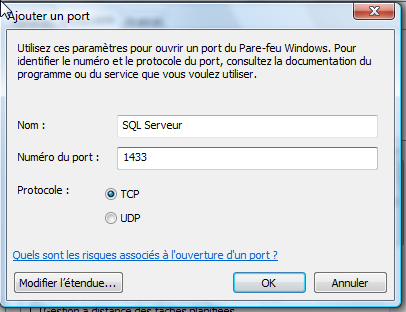 Ajouter un port
Utilisez ces paramètres pour ouvrir un port du Pare-feu Windows. Pour
identifier le numéro et le protocole du port, consultez la documentation du
programme ou du service que vous voulez utiliser.
Nom :
SQL Serveur
Numéro du port :
1433
Protocole :
TCP
UDP
Quels sont les risques associés à l'ouverture d'un port ?
Modifier l'étendue...
OK
Annuler
Gestion à distance des tâches planifiées